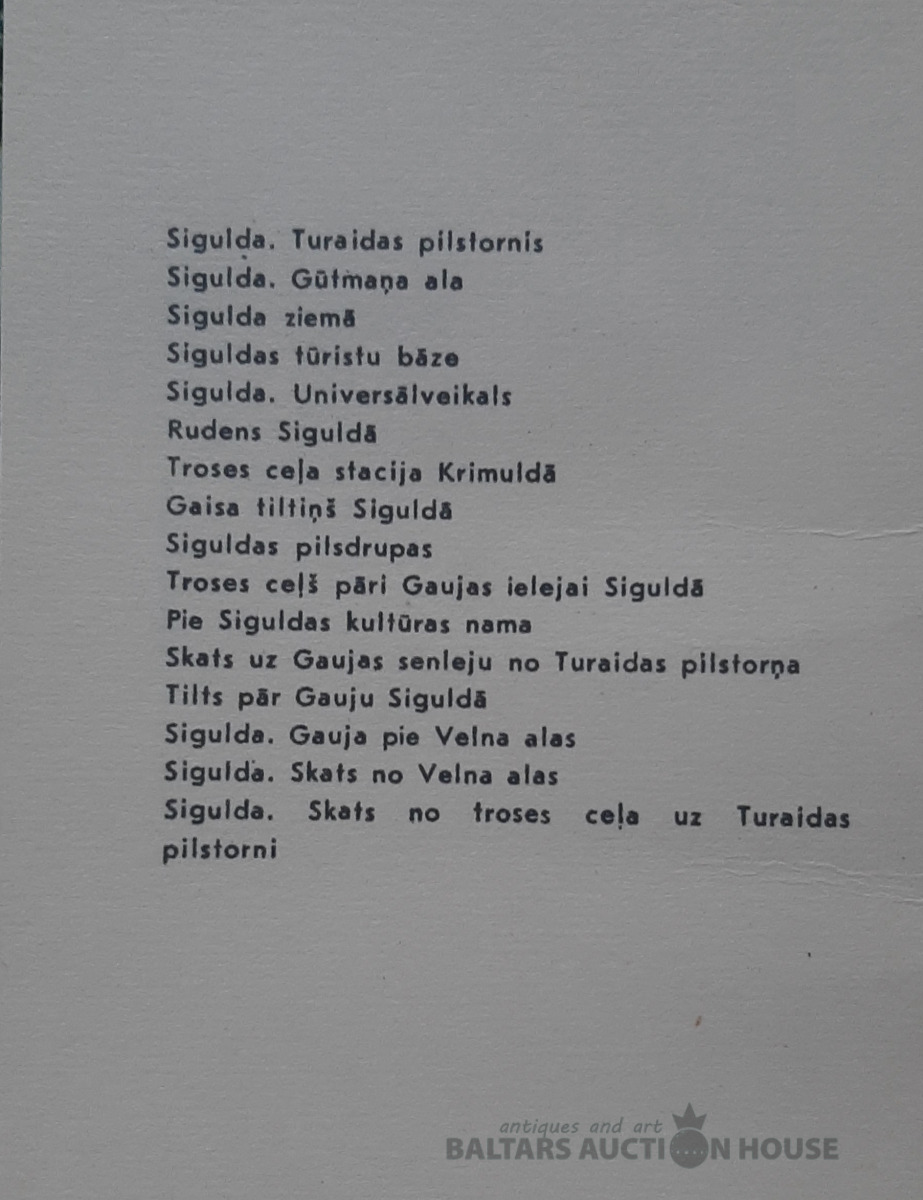 Sigulda. Turaidas pilstornis
Sigulda. Gūtmaņa ala
Sigulda ziemā
Siguldas tūristu bāze
Sigulda. Universālveikals
Rudens Siguldā
Troses ceļa stacija Krimuldā
Gaisa tiltiņš Siguldā
Siguldas pilsdrupas
Troses ceļš pāri Gaujas ielejai Siguldā
Pie Siguldas kultūras nama
Skats uz Gaujas senleju no Turaidas pilstorņa
Tilts pār Gauju Siguldā
Sigulda. Gauja pie Velna alas
Sigulda. Skats no Velna alas
Sigulda. Skats no troses ceļa uz Turaidas
pilstorni
antiques and art
BALTARS AUCTION HOUSE